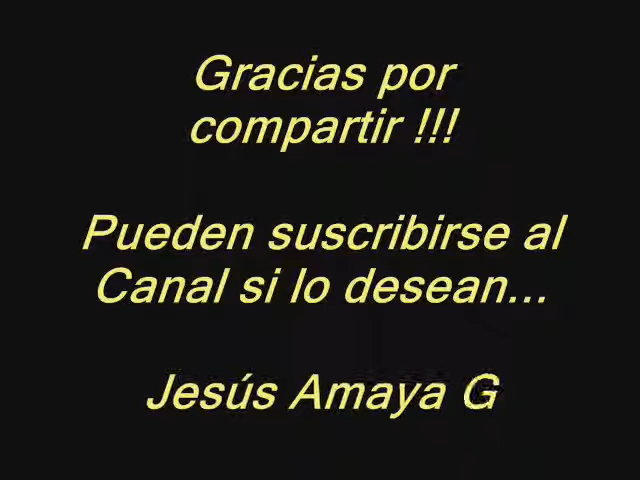 Gracias por
compartir !!!
Pueden suscribirse al
Canal si lo desean...
Jesús Amaya G